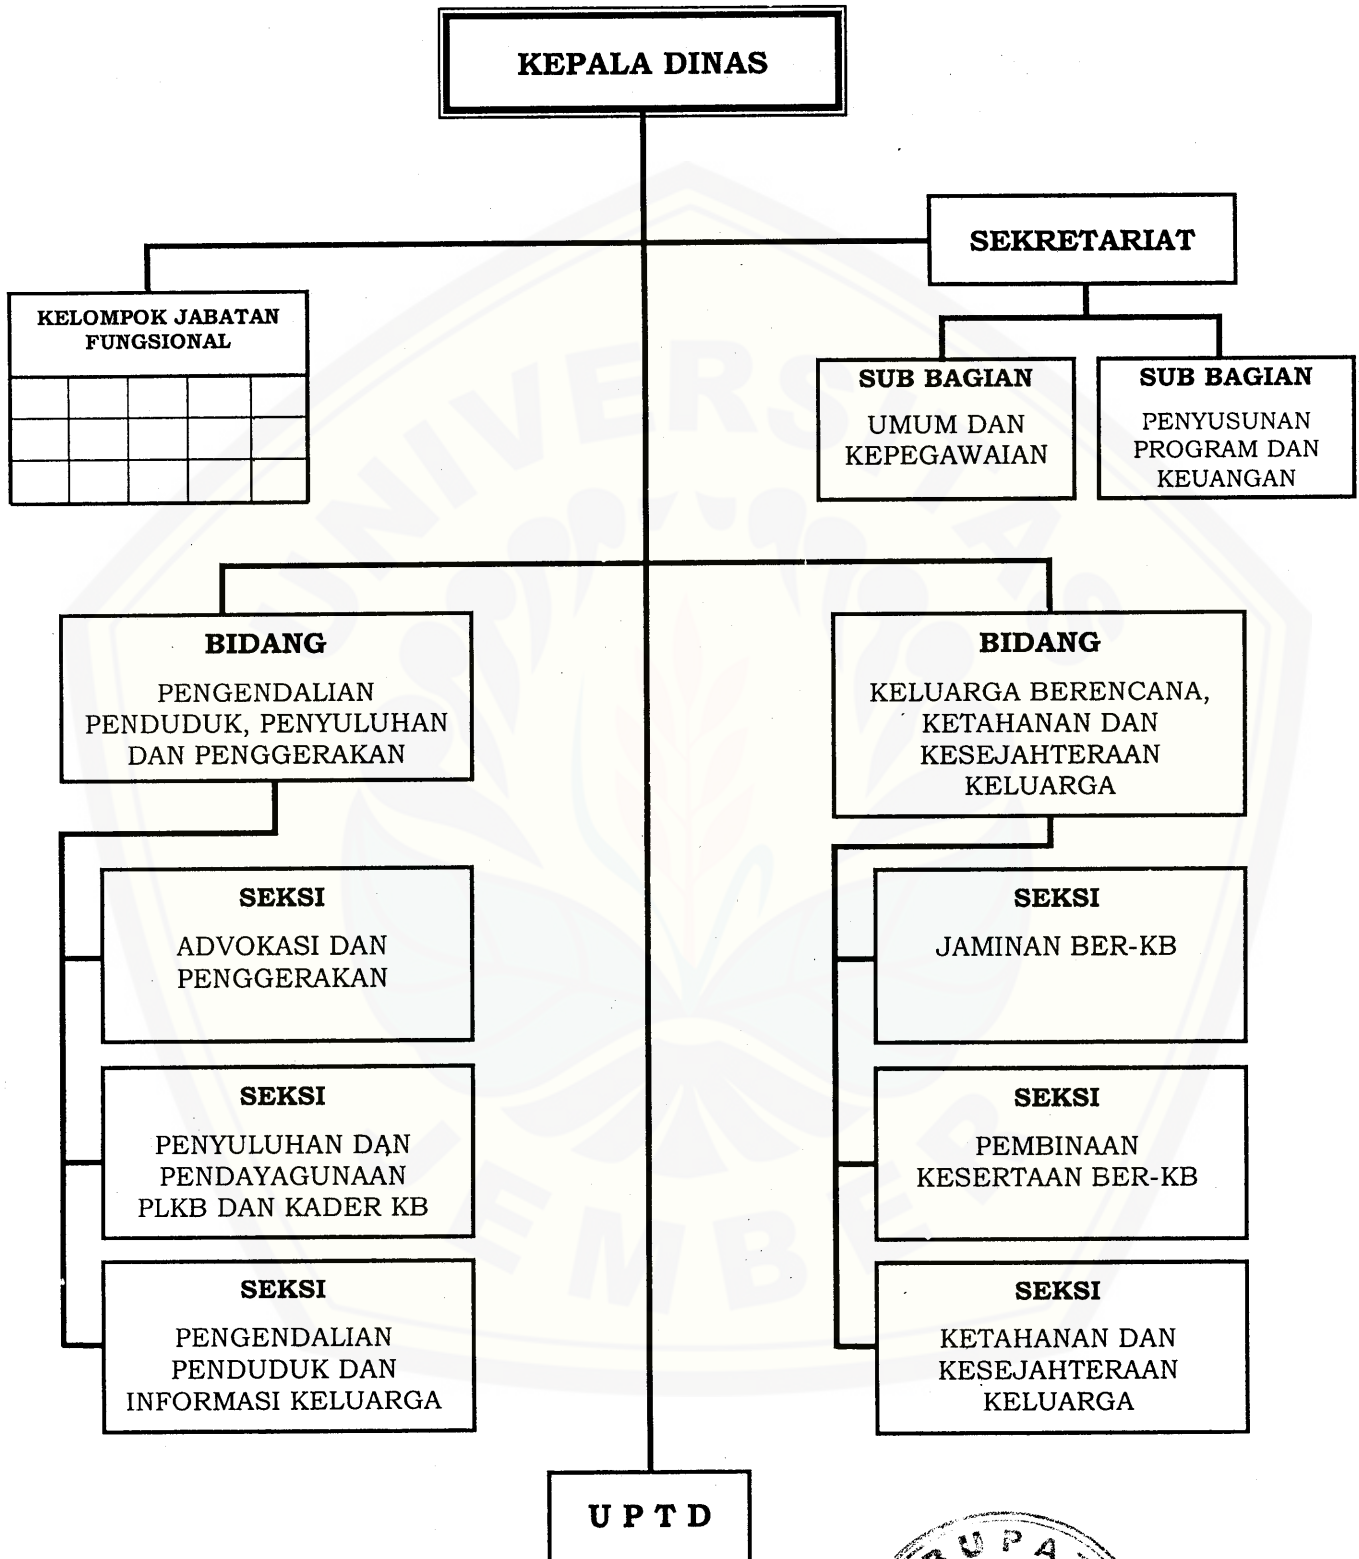 KEPALA DINAS
SEKRETARIAT
KELOMPOK JABATAN
FUNGSIONAL
SUB BAGIAN
UMUM DAN
KEPEGAWAIAN
SUB BAGIAN
PENYUSUNAN
PROGRAM DAN
KEUANGAN
BIDANG
PENGENDALIAN
PENDUDUK, PENYULUHAN
DAN PENGGERAKAN
BIDANG
KELUARGA BERENCANA,
KETAHANAN DAN
KESEJAHTERAAN
KELUARGA
SEKSI
ADVOKASI DAN
PENGGERAKAN
SEKSI
PENYULUHAN DAN
PENDAYAGUNAAN
PLKB DAN KADER KB
SEKSI
PENGENDALIAN
PENDUDUK DAN
INFORMASI KELUARGA
SEKSI
JAMINAN BER-KB
SEKSI
PEMBINAAN
KESERTAAN BER-KB
SEKSI
KETAHANAN DAN
KESEJAHTERAAN
KELUARGA
U P T D
UNIVERSITAS
JEMBER